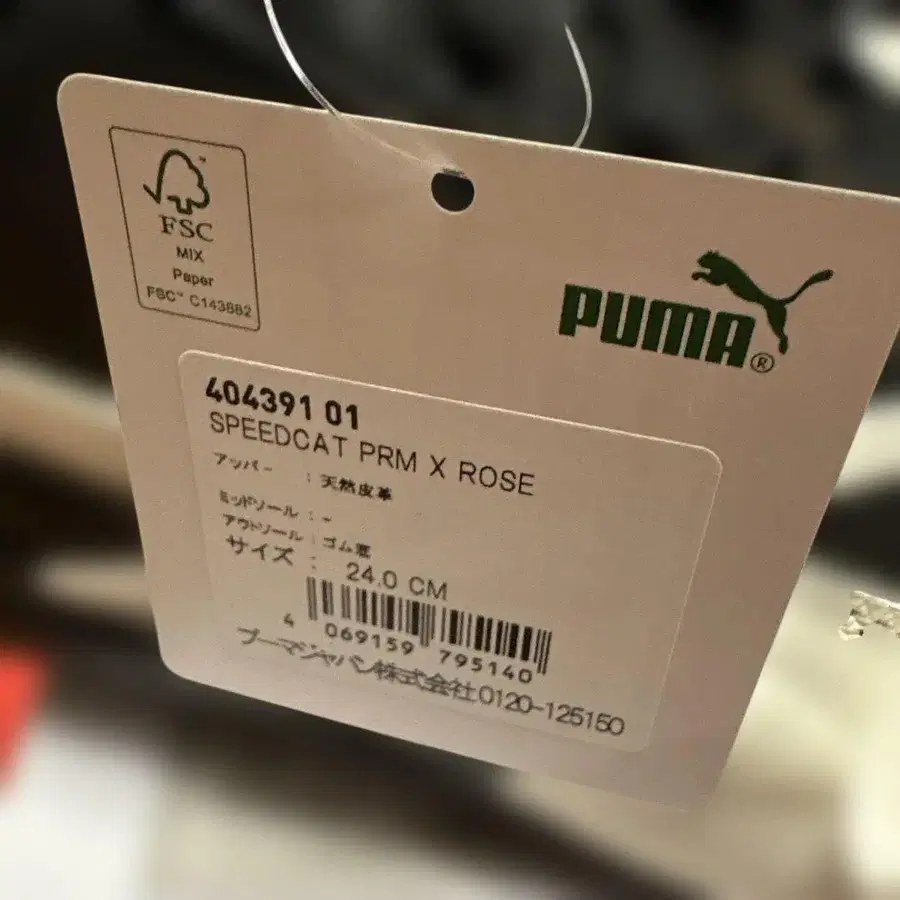 FSC™
MIX
Paper
FSC™ C143882
PUMA®
404391 01
SPEEDCAT PRM X ROSE
アッパー : 天然皮革
ミッドソール : -
アウトソール : ゴム底
サイズ : 24.0 CM
4 069159 795140
プーマジャパン株式会社0120-125150